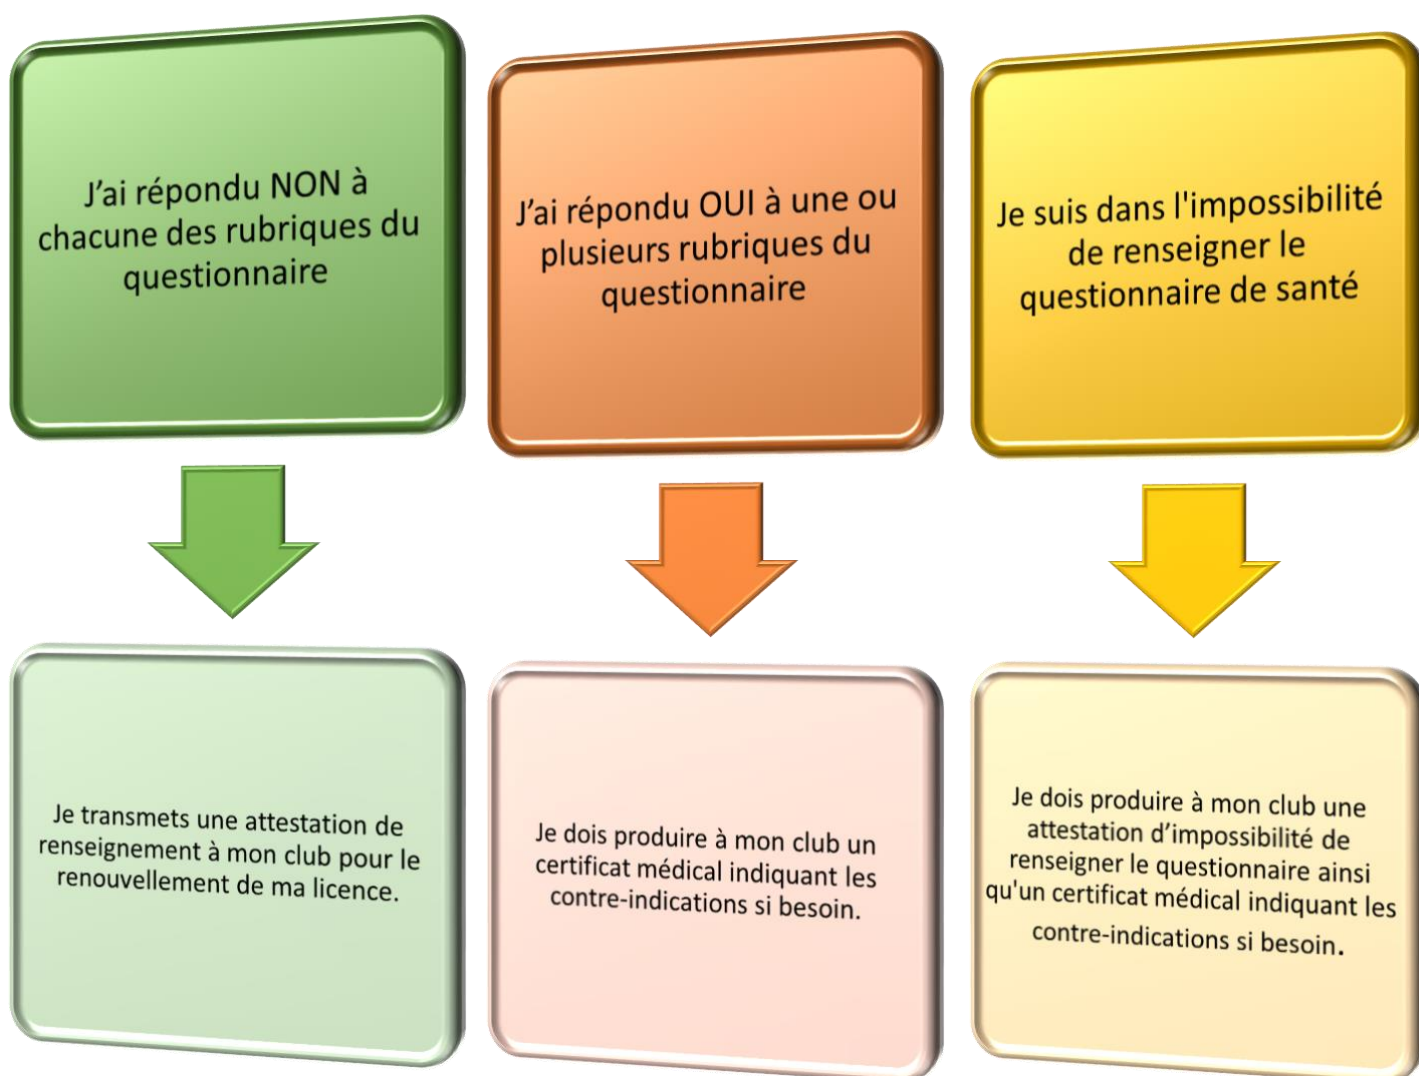 J'ai répondu NON à
chacune des rubriques du
questionnaire
J'ai répondu OUI à une ou
plusieurs rubriques du
questionnaire
Je suis dans l'impossibilité
de renseigner le
questionnaire de santé
Je transmets une attestation de
renseignement à mon club pour le
renouvellement de ma licence.
Je dois produire à mon club un
certificat médical indiquant les
contre-indications si besoin.
Je dois produire à mon club une
attestation d’impossibilité de
renseigner le questionnaire ainsi
qu'un certificat médical indiquant les
contre-indications si besoin.